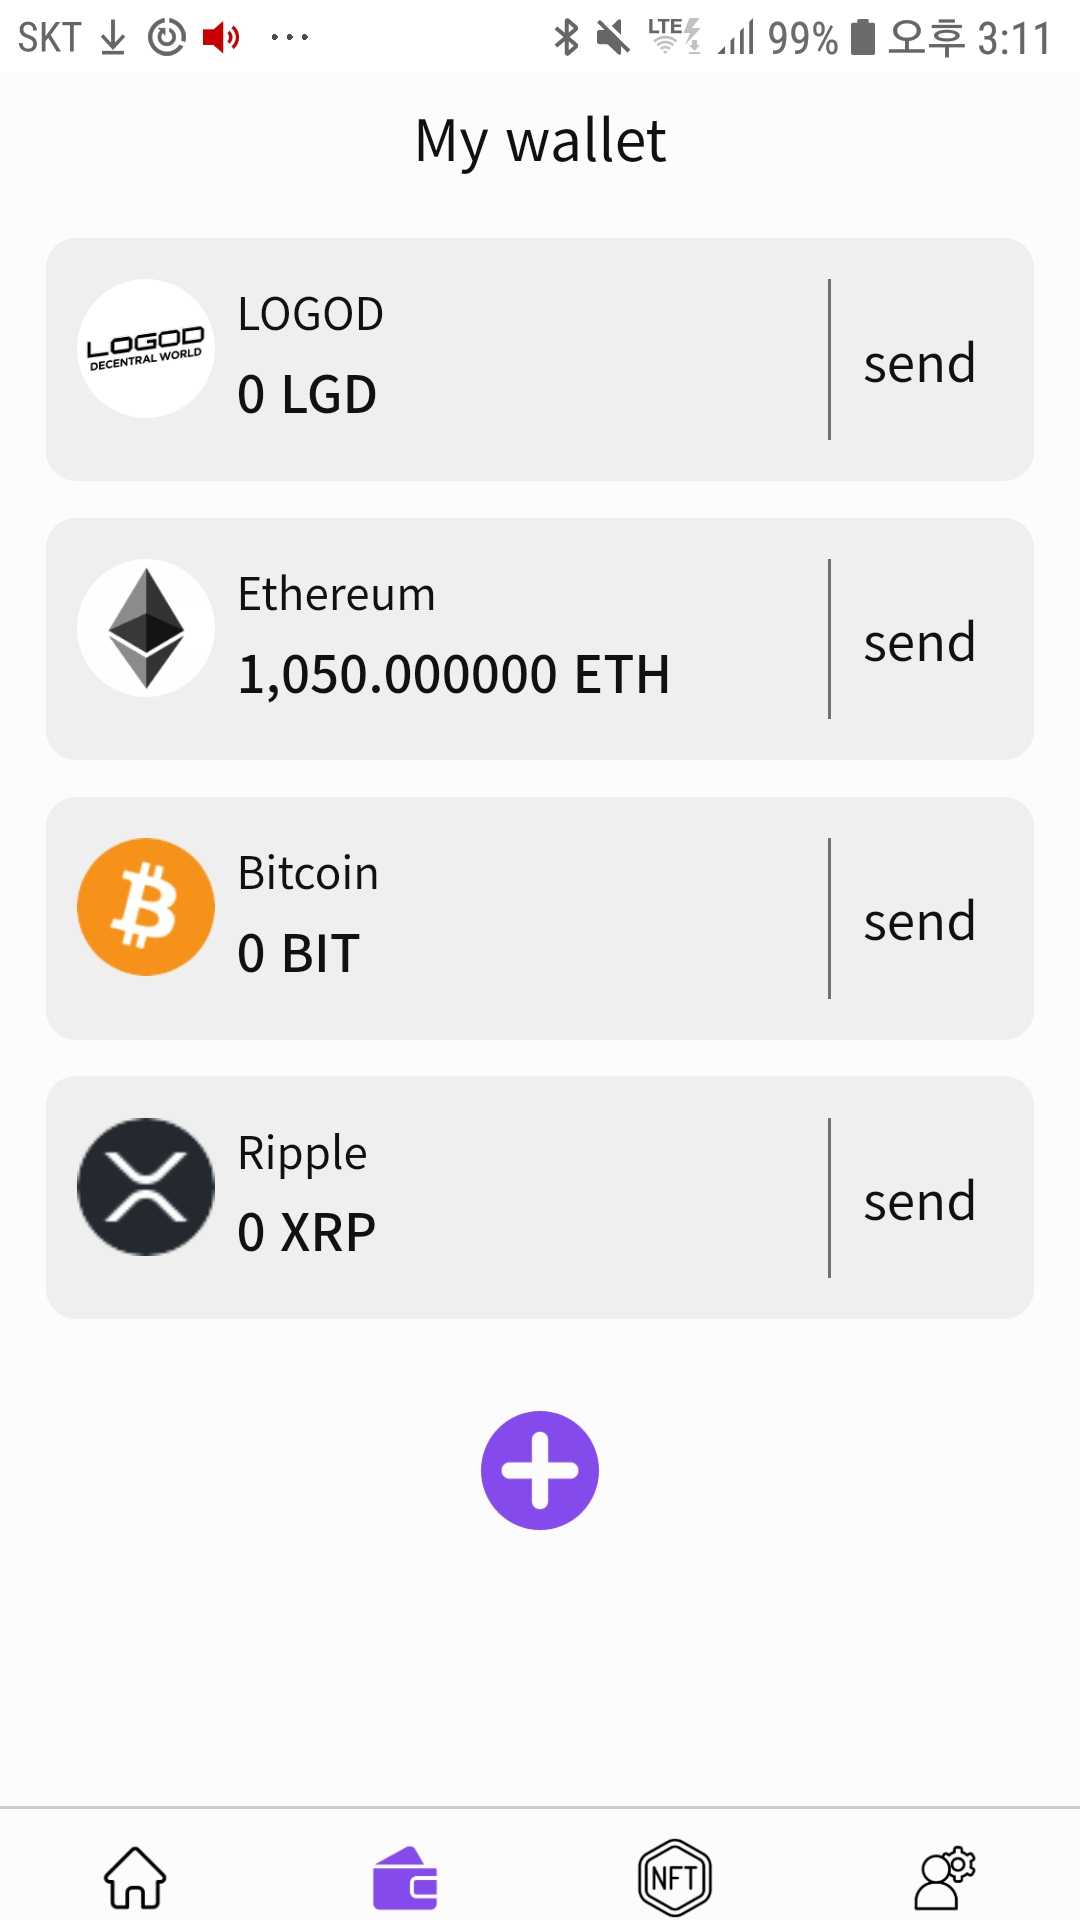 SKT LTE 99% 오후 3:11
My wallet
LOGOD
DECENTRAL WORLD
LOGOD
0 LGD
send
Ethereum
1,050.000000 ETH
send
Bitcoin
0 BIT
send
Ripple
0 XRP
send
NFT